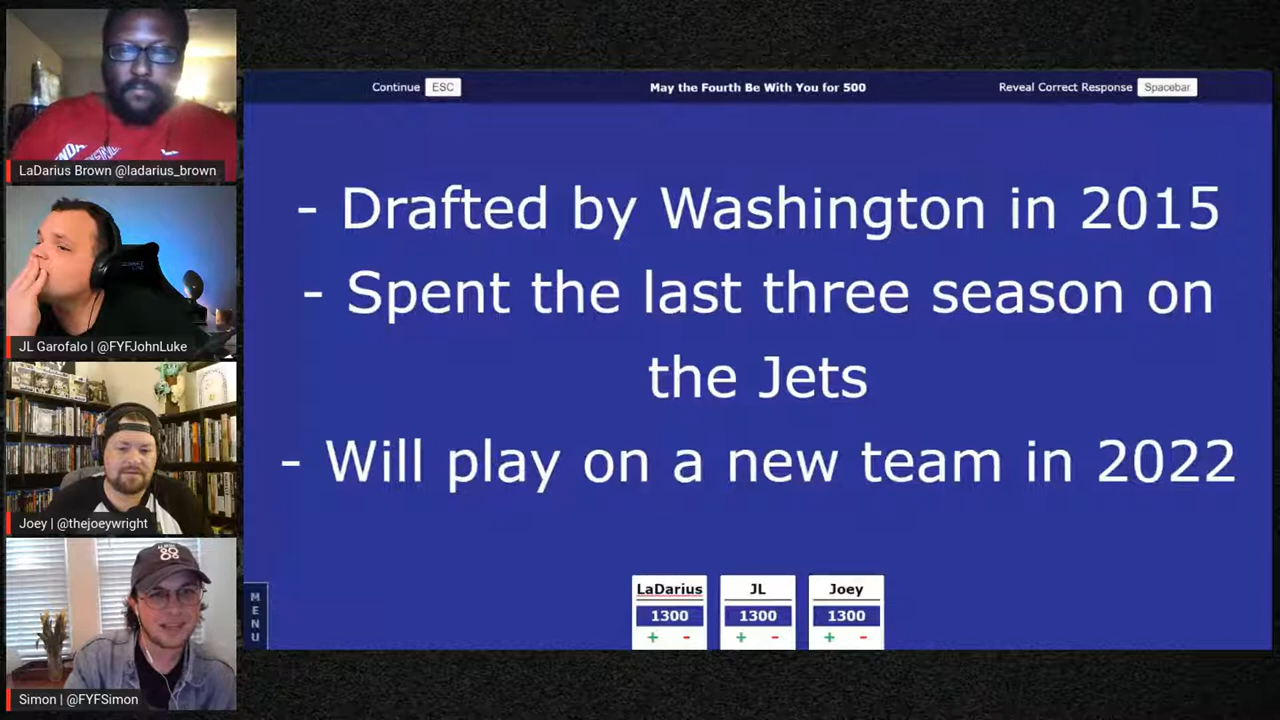 Continue ESC
May the Fourth Be With You for 500
Reveal Correct Response Spacebar
- Drafted by Washington in 2015
- Spent the last three season on
the Jets
- Will play on a new team in 2022
MENU
LaDarius
1300
+ -
JL
1300
+ -
Joey
1300
+ -
LaDarius Brown @ladarius_brown
JL Garofalo | @FYFJohnLuke
Joey | @thejoeywright
Simon | @FYFSimon